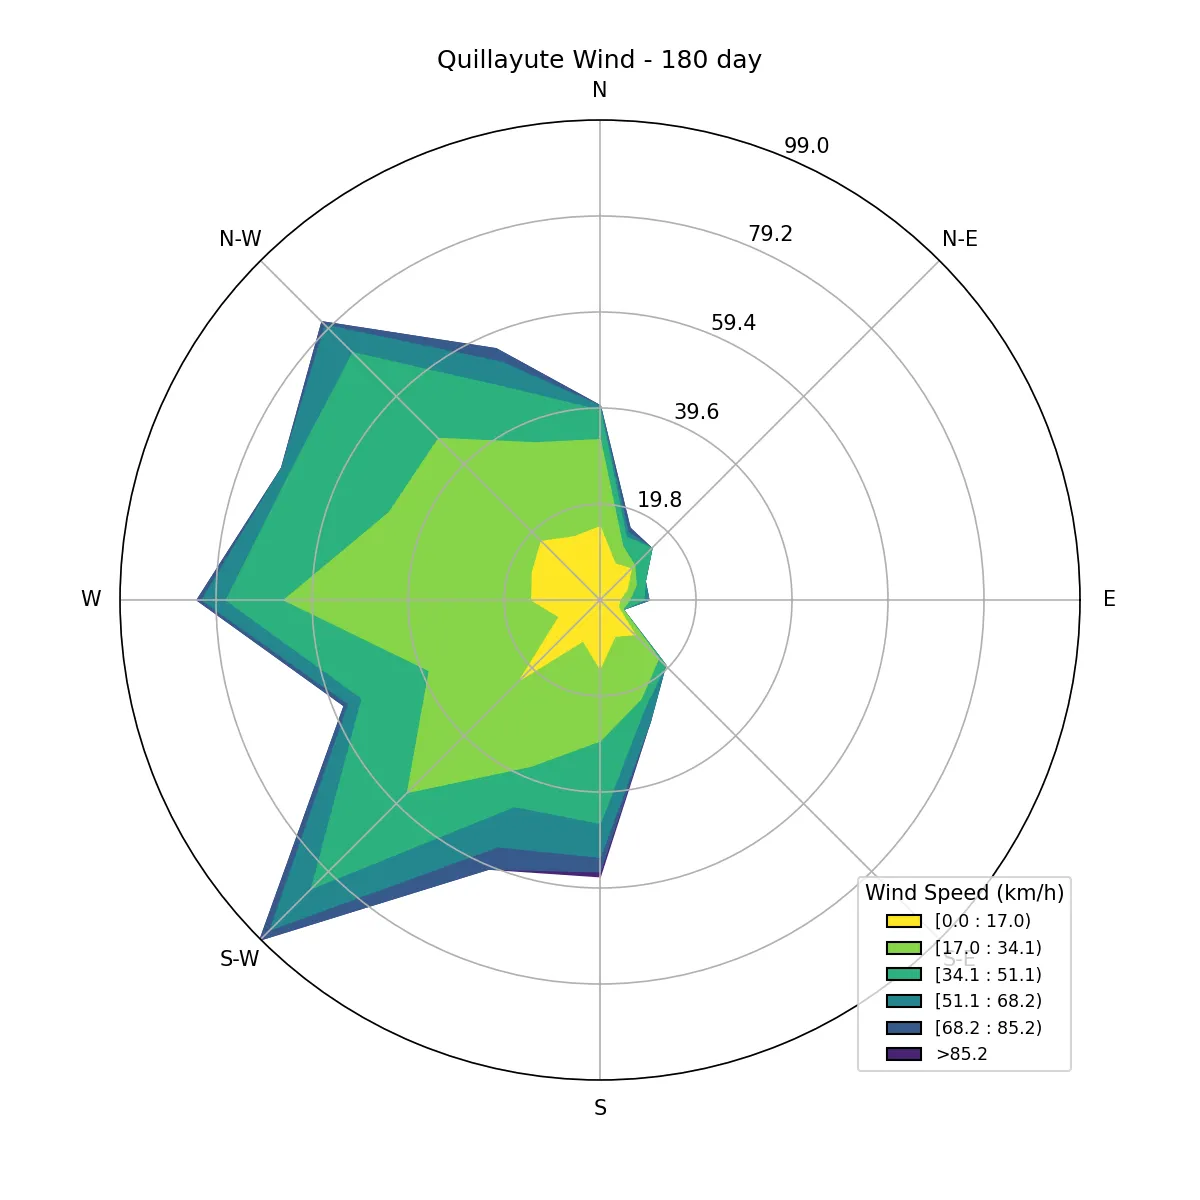 Quillayute Wind - 180 day
N
99.0
N-W
79.2
N-E
59.4
39.6
19.8
W
E
S-W
S-E
S
Wind Speed (km/h)
[0.0 : 17.0)
[17.0 : 34.1)
[34.1 : 51.1)
[51.1 : 68.2)
[68.2 : 85.2)
>85.2